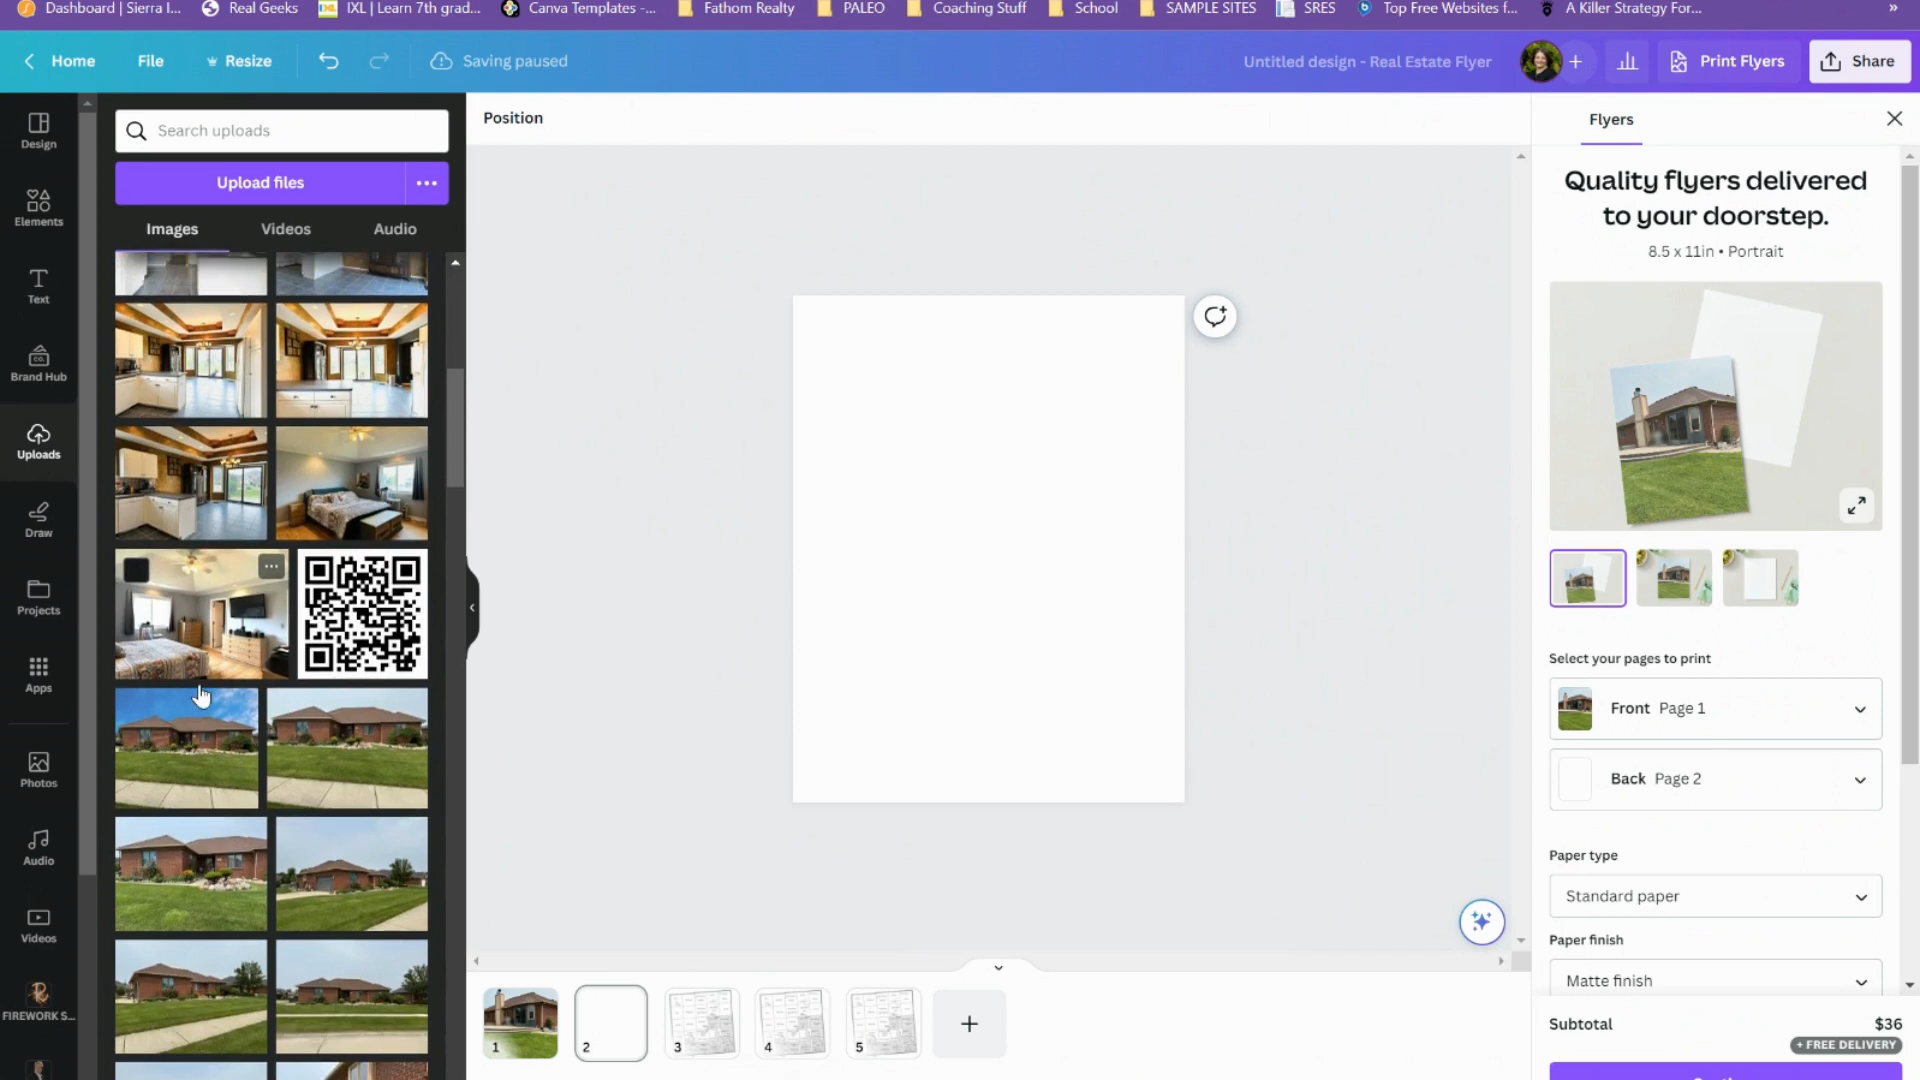 Dashboard | Sierra I...
Real Geeks
IXL | Learn 7th grad...
Canva Templates -...
Fathom Realty
PALEO
Coaching Stuff
School
SAMPLE SITES
SRES
Top Free Websites f...
A Killer Strategy For...
»
Home
File
Resize
Saving paused
Untitled design - Real Estate Flyer
Print Flyers
Share
Design
Elements
Text
Brand Hub
Uploads
Draw
Projects
Apps
Photos
Audio
Videos
FIREWORK S...
Search uploads
Upload files
Images
Videos
Audio
Position
1
2
3
4
5
Flyers
Quality flyers delivered
to your doorstep.
8.5 x 11in • Portrait
Select your pages to print
Front Page 1
Back Page 2
Paper type
Standard paper
Paper finish
Matte finish
Subtotal
$36
+ FREE DELIVERY